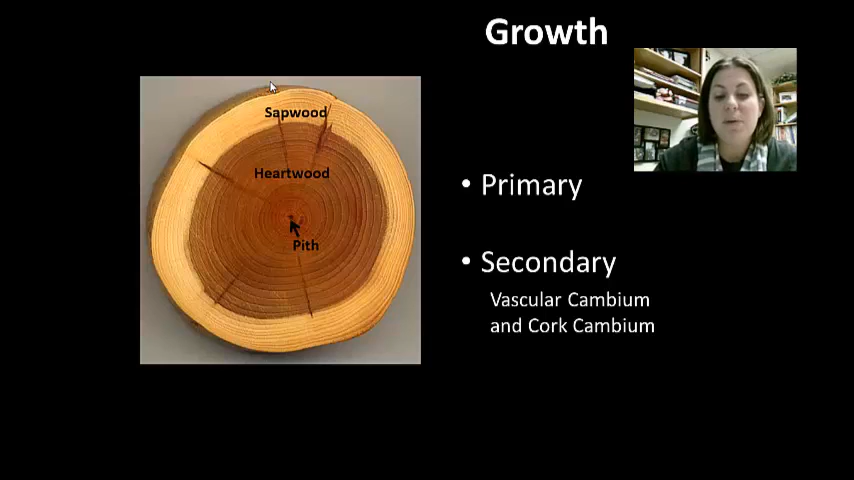 Growth
Sapwood
Heartwood
Pith
• Primary
• Secondary
Vascular Cambium
and Cork Cambium